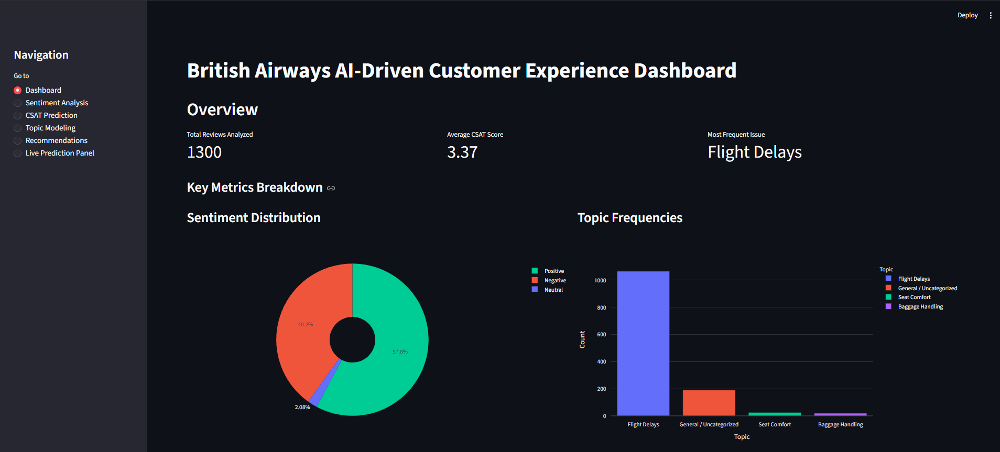 Deploy
Navigation
Go to
Dashboard
Sentiment Analysis
CSAT Prediction
Topic Modeling
Recommendations
Live Prediction Panel
British Airways AI-Driven Customer Experience Dashboard
Overview
Total Reviews Analyzed
1300
Average CSAT Score
3.37
Most Frequent Issue
Flight Delays
Key Metrics Breakdown
Sentiment Distribution
40.2%
57.8%
2.08%
Positive
Negative
Neutral
Topic Frequencies
Count
1000
800
600
400
200
0
Flight Delays
General / Uncategorized
Seat Comfort
Baggage Handling
Topic
Topic
Flight Delays
General / Uncategorized
Seat Comfort
Baggage Handling